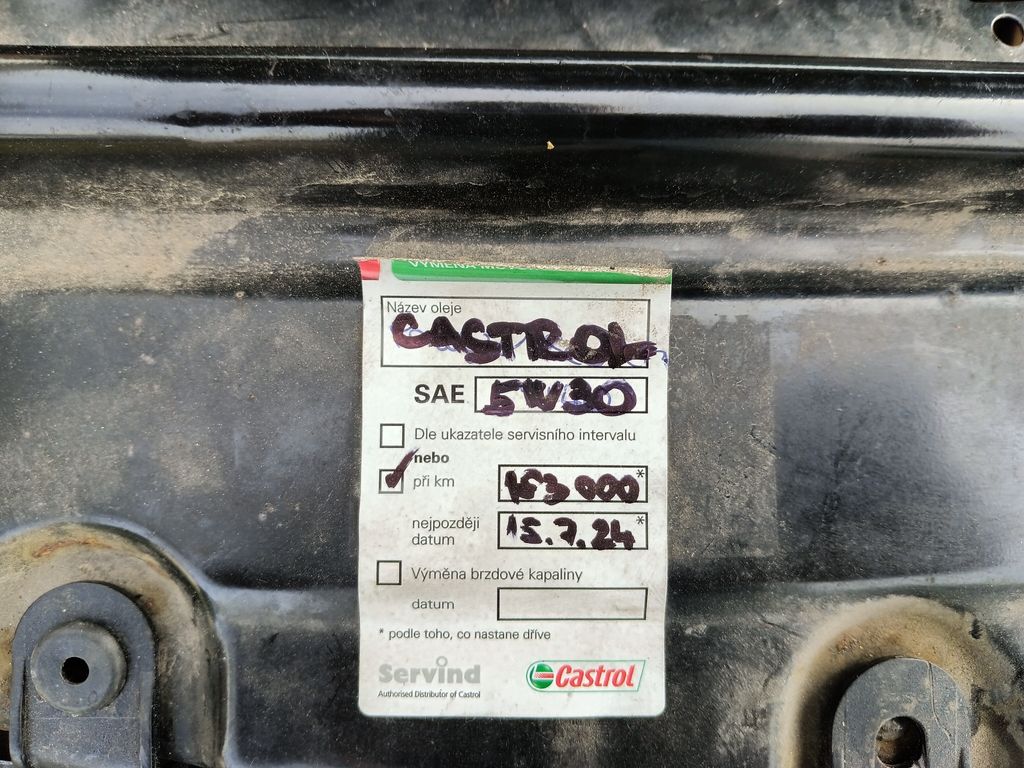 VÝMĚNA
Název oleje
CASTROL
SAE 5W30
Dle ukazatele servisního intervalu
nebo
při km 153 000 *
nejpozději
datum 15.7.24 *
Výměna brzdové kapaliny
datum
* podle toho, co nastane dříve
Servind
Authorised Distributor of Castrol
Castrol